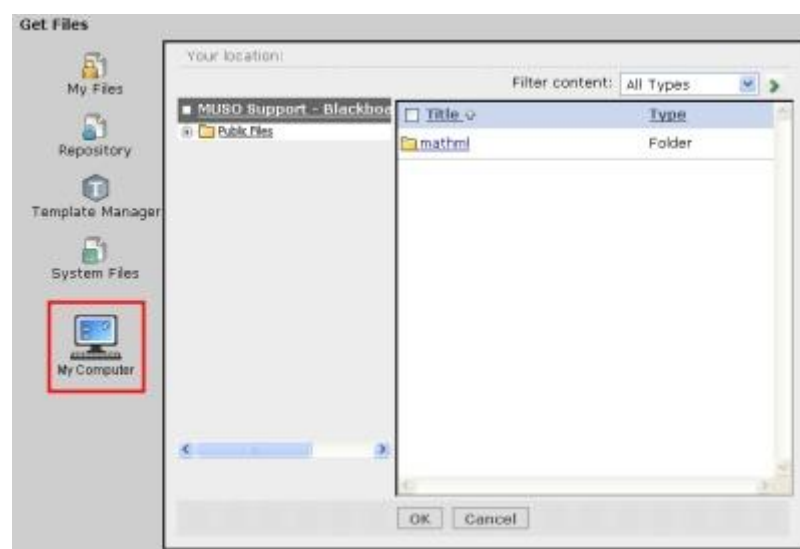 Get Files
My Files
Repository
Template Manager
System Files
My Computer
Your location:
Filter content: All Types
MUSO Support - Blackboa
Public Files
Title Type
mathml Folder
OK Cancel